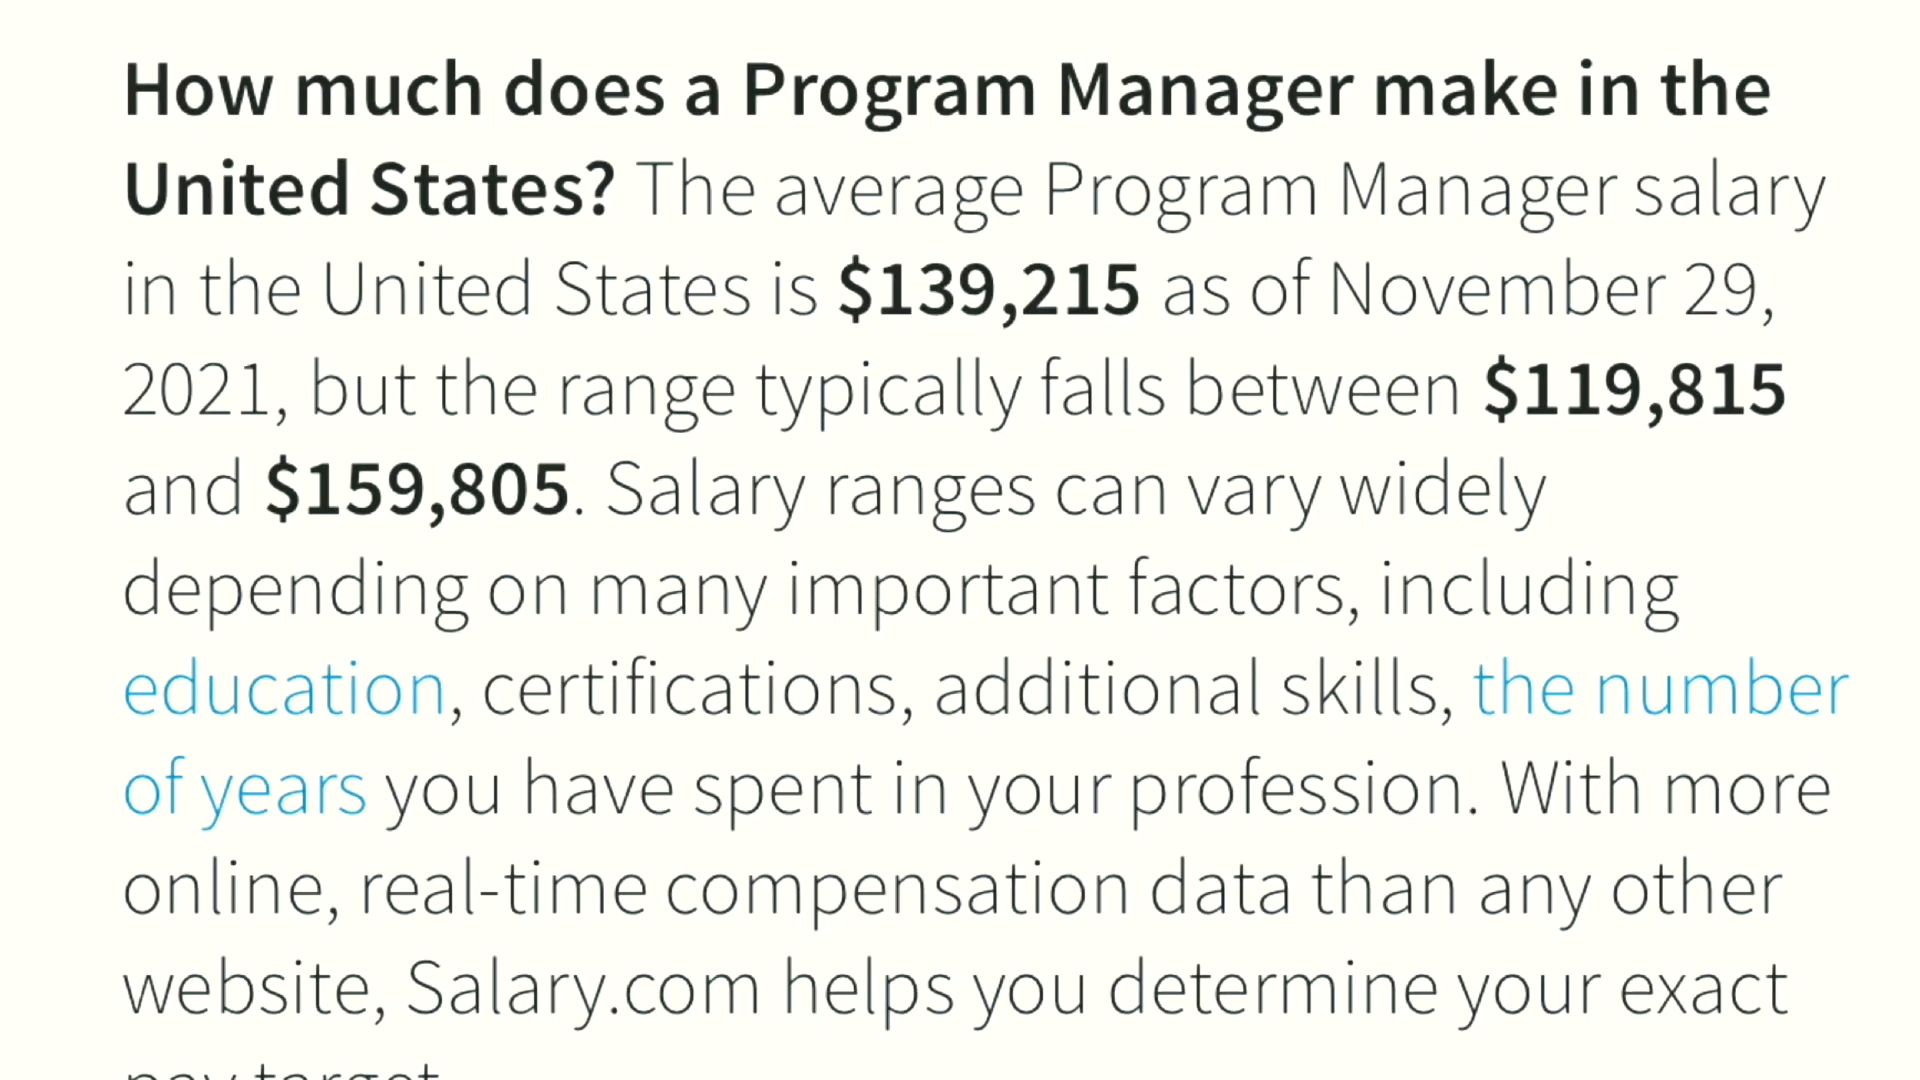 How much does a Program Manager make in the
United States? The average Program Manager salary
in the United States is $139,215 as of November 29,
2021, but the range typically falls between $119,815
and $159,805. Salary ranges can vary widely
depending on many important factors, including
education, certifications, additional skills, the number
of years you have spent in your profession. With more
online, real-time compensation data than any other
website, Salary.com helps you determine your exact
pay target.